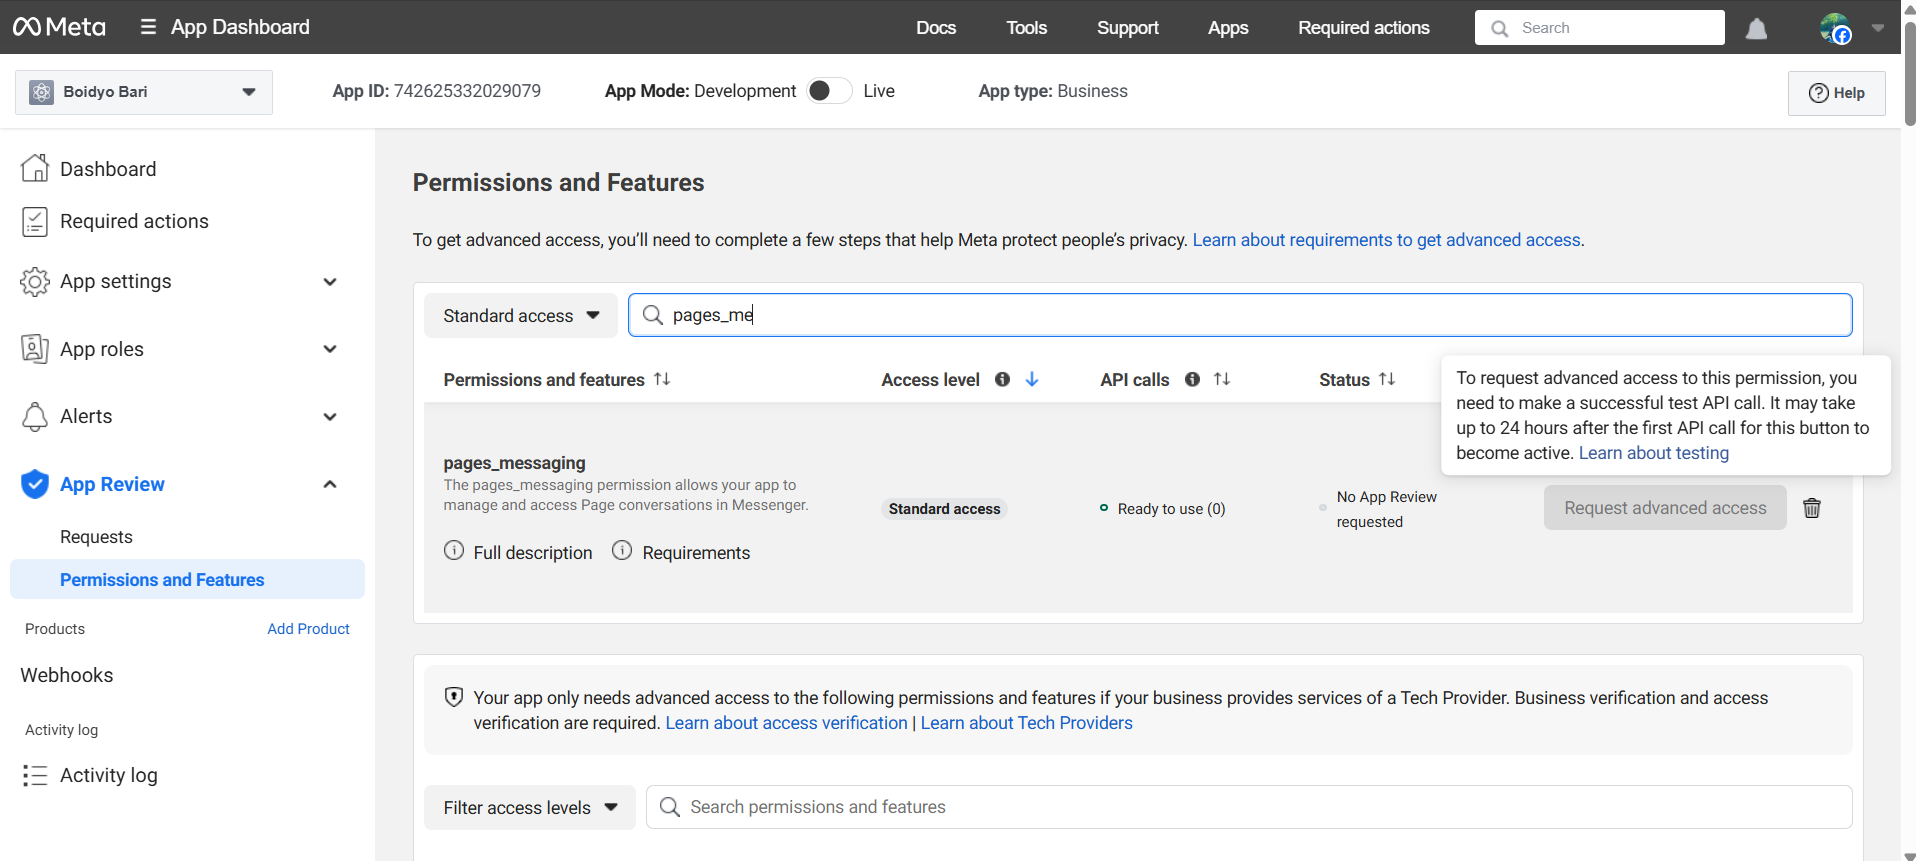 Meta
App Dashboard
Docs
Tools
Support
Apps
Required actions
Search
Boidyo Bari
App ID: 742625332029079
App Mode: Development
Live
App type: Business
Help
Dashboard
Required actions
App settings
App roles
Alerts
App Review
Requests
Permissions and Features
Products
Add Product
Webhooks
Activity log
Activity log
Permissions and Features
To get advanced access, you’ll need to complete a few steps that help Meta protect people’s privacy. Learn about requirements to get advanced access.
Standard access
pages_me
Permissions and features
Access level
API calls
Status
To request advanced access to this permission, you
need to make a successful test API call. It may take
up to 24 hours after the first API call for this button to
become active. Learn about testing
pages_messaging
The pages_messaging permission allows your app to
manage and access Page conversations in Messenger.
Full description
Requirements
Standard access
Ready to use (0)
No App Review
requested
Request advanced access
Your app only needs advanced access to the following permissions and features if your business provides services of a Tech Provider. Business verification and access
verification are required. Learn about access verification | Learn about Tech Providers
Filter access levels
Search permissions and features